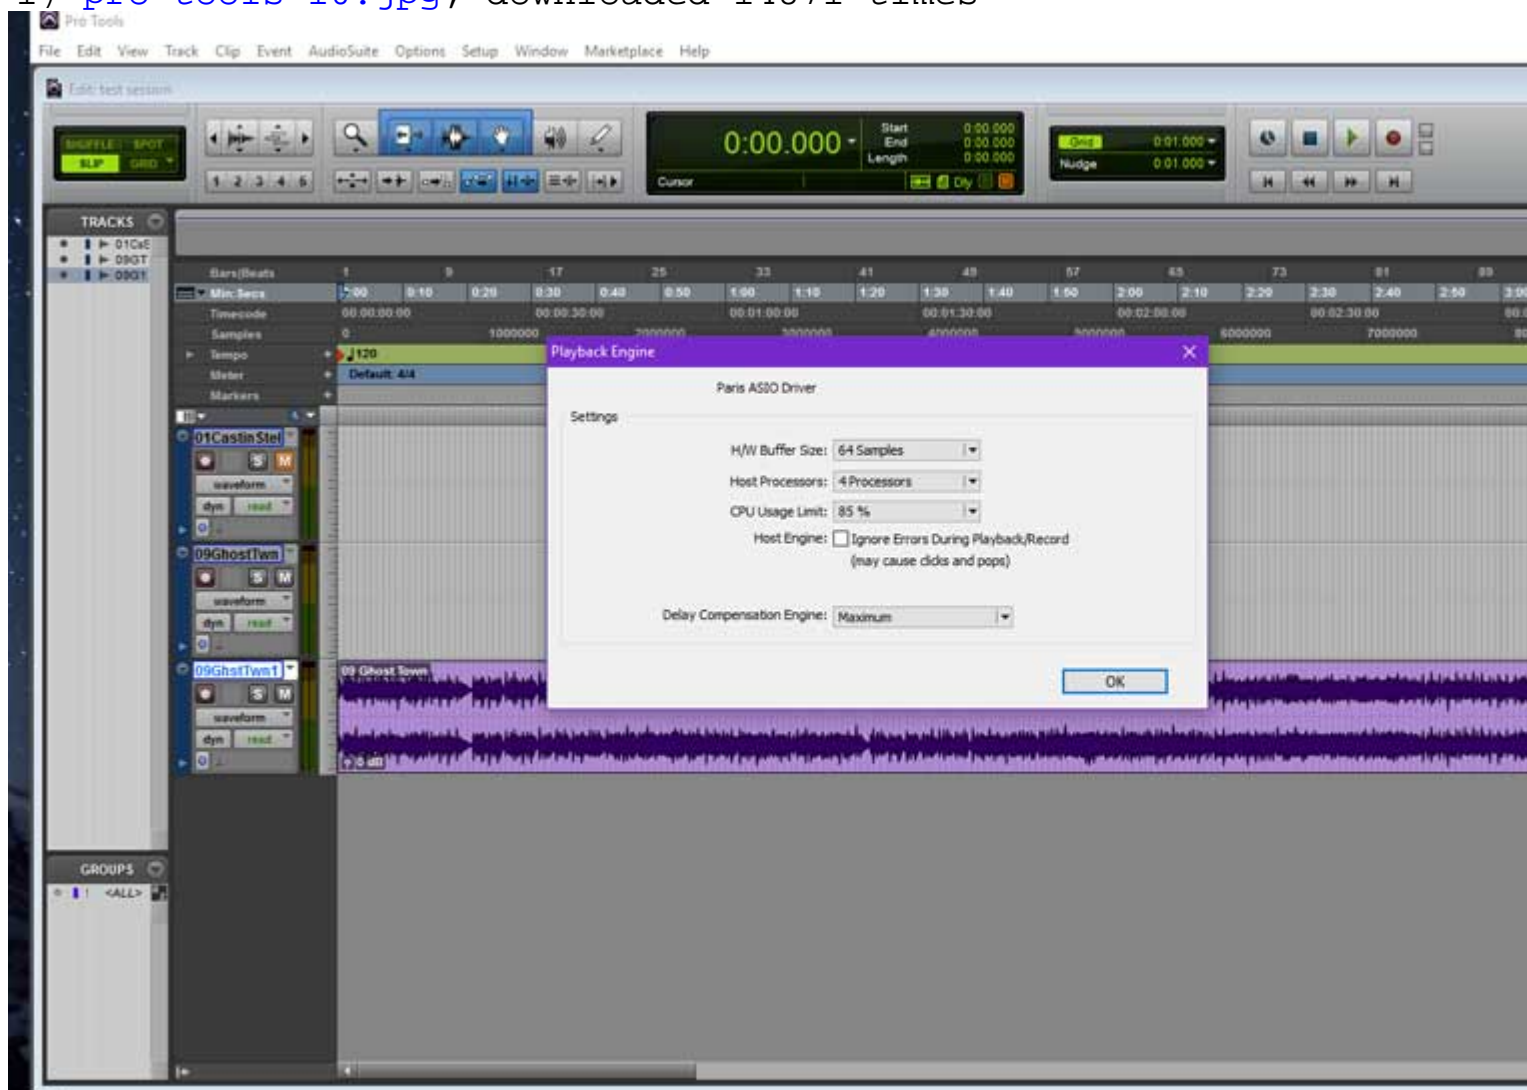 Pro Tools
File Edit View Track Clip Event AudioSuite Options Setup Window Marketplace Help
Edit: test session
SHUFFLE SPOT
SLIP GRID
1 2 3 4 5
0:00.000
Start 0:00.000
End 0:00.000
Length 0:00.000
Cursor
Dly
Grid 0:01.000
Nudge 0:01.000
TRACKS
01CsS
09GT
09G1
Bars|Beats 1 9 17 25 33 41 49 57 65 73 81 89
Min:Secs 0:00 0:10 0:20 0:30 0:40 0:50 1:00 1:10 1:20 1:30 1:40 1:50 2:00 2:10 2:20 2:30 2:40 2:50 3:00
Timecode 00:00:00:00 00:00:30:00 00:01:00:00 00:01:30:00 00:02:00:00 00:02:30:00
Samples 0 1000000 2000000 3000000 4000000 5000000 6000000 7000000
Tempo 120
Meter Default: 4/4
Markers
Playback Engine
Paris ASIO Driver
Settings
H/W Buffer Size: 64 Samples
Host Processors: 4 Processors
CPU Usage Limit: 85 %
Host Engine: Ignore Errors During Playback/Record
(may cause clicks and pops)
Delay Compensation Engine: Maximum
OK
01CastinStel
S M
waveform
dyn read
09GhostTwn
S M
waveform
dyn read
09GhstTwn1
S M
waveform
dyn read
09 Ghost Town
0 dB
GROUPS
! <ALL>